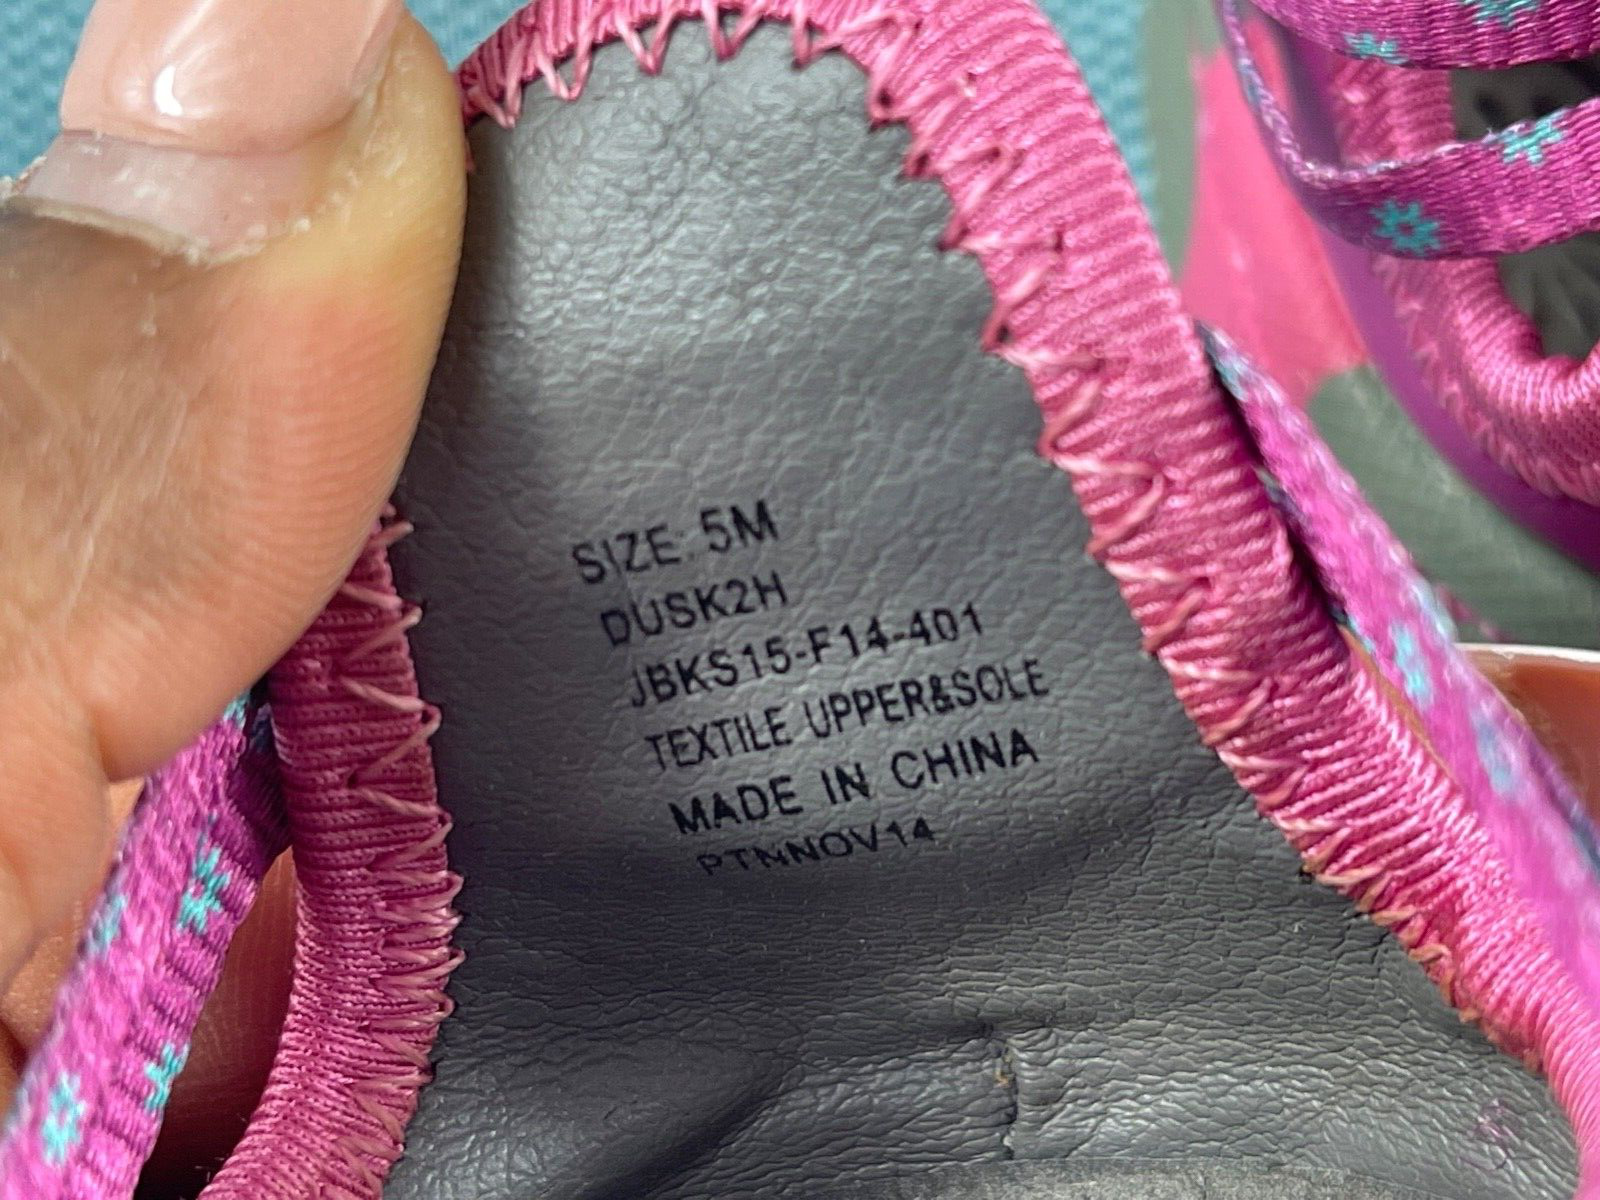 SIZE: 5M
DUSK2H
JBKS15-F14-401
TEXTILE UPPER&SOLE
MADE IN CHINA
PTNNOV14